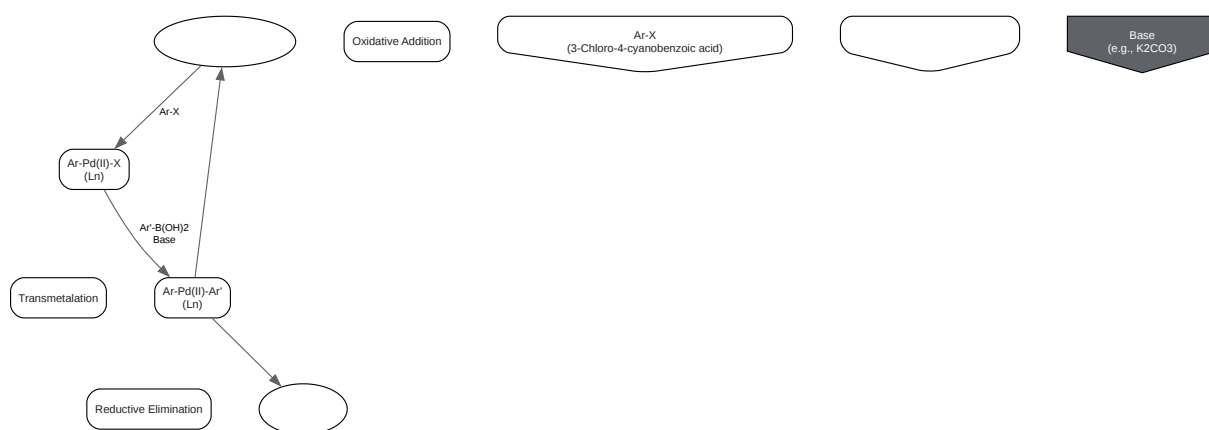 Oxidative Addition
Ar-X
(3-Chloro-4-cyanobenzoic acid)
Base
(e.g., K2CO3)
Ar-X
Ar-Pd(II)-X
(Ln)
Ar'-B(OH)2
Base
Transmetalation
Ar-Pd(II)-Ar'
(Ln)
Reductive Elimination